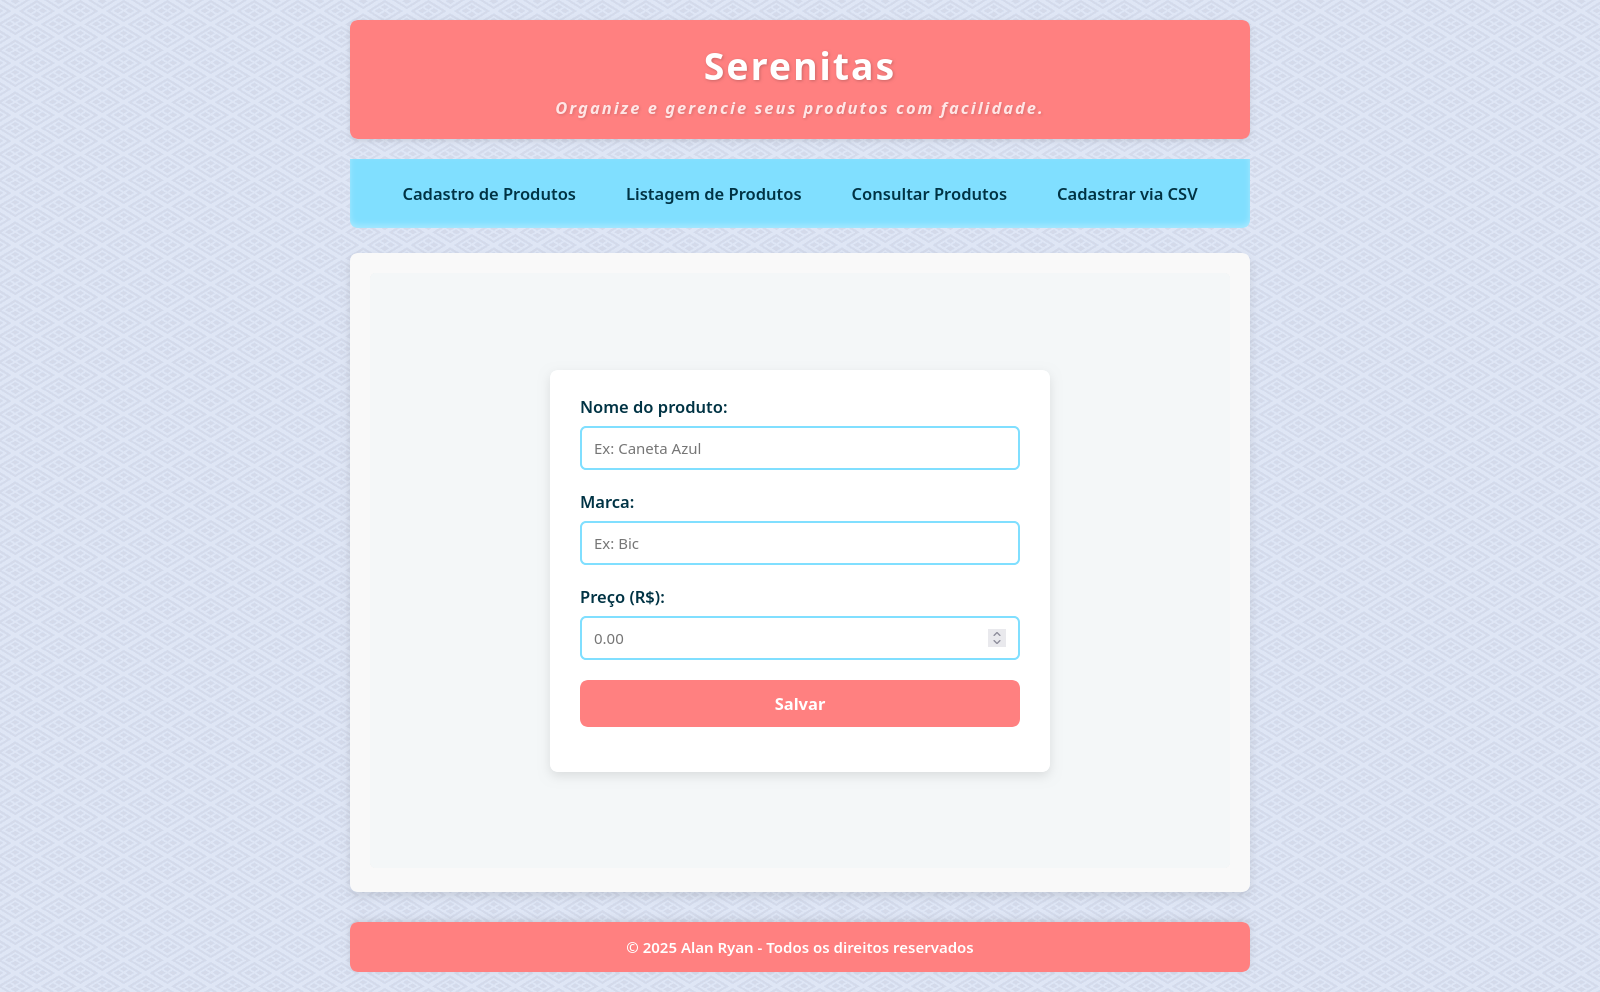 Serenitas
Organize e gerencie seus produtos com facilidade.
Cadastro de Produtos Listagem de Produtos Consultar Produtos Cadastrar via CSV
Nome do produto:
Ex: Caneta Azul
Marca:
Ex: Bic
Preço (R$):
0.00
Salvar
© 2025 Alan Ryan - Todos os direitos reservados